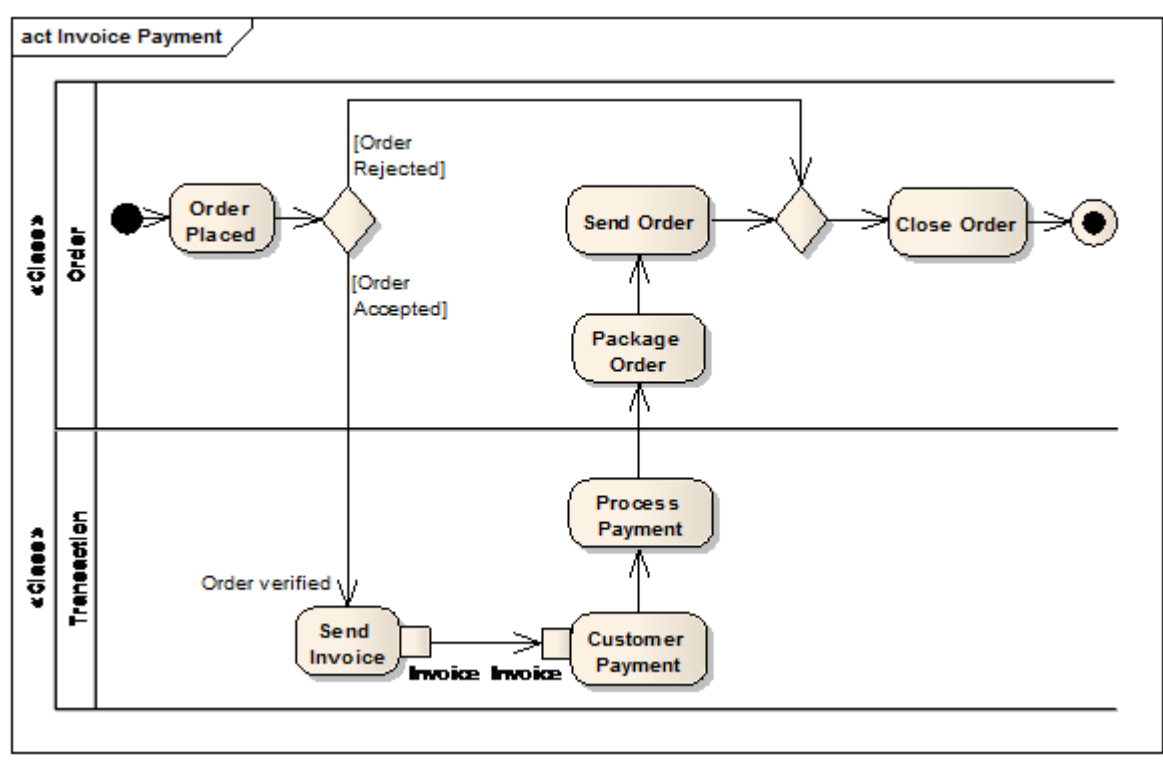 act Invoice Payment
«Class»
Order
[Order
Rejected]
Order
Placed
Send Order
Close Order
[Order
Accepted]
Package
Order
«Class»
Transaction
Process
Payment
Order verified
Send
Invoice
Customer
Payment
Invoice Invoice